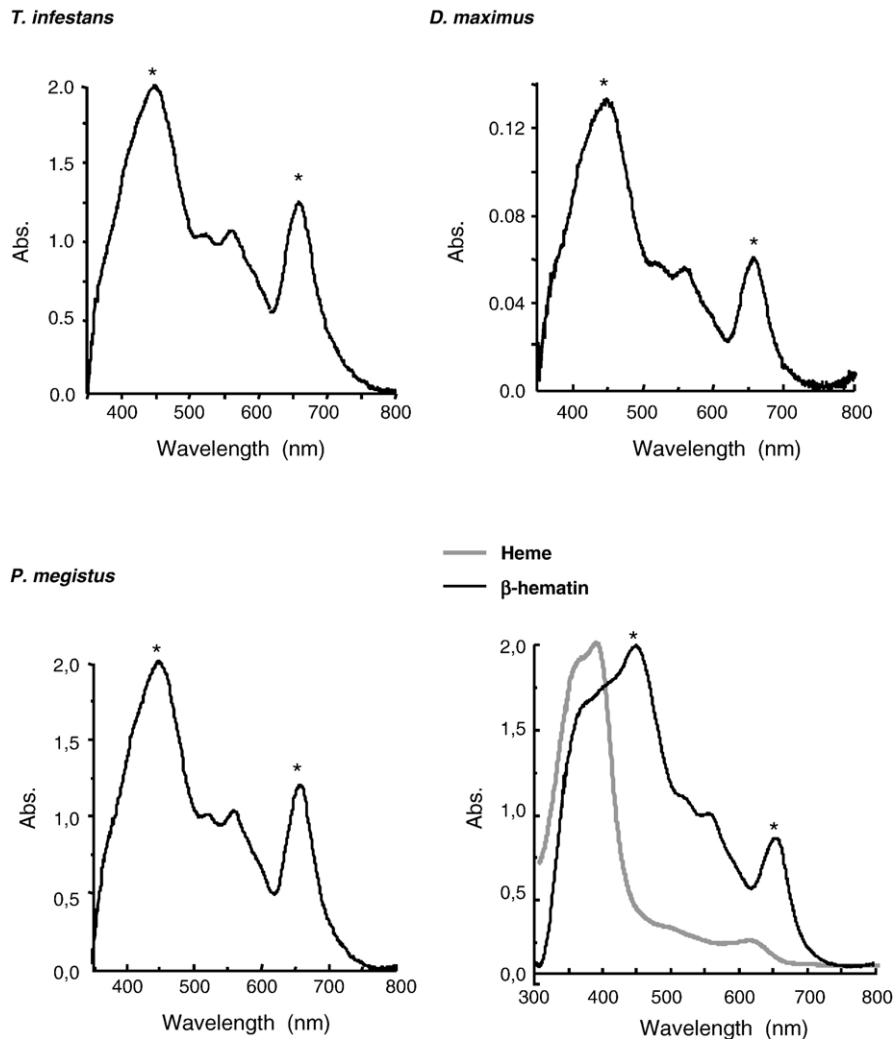 T. infestans
*
*
2.0
1.5
1.0
0.5
0.0
Abs.
400 500 600 700 800
Wavelength (nm)
D. maximus
*
*
0.12
0.08
0.04
0.0
Abs.
400 500 600 700 800
Wavelength (nm)
P. megistus
*
*
2,0
1,5
1,0
0,5
0,0
Abs.
400 500 600 700 800
Wavelength (nm)
Heme
β-hematin
*
*
2,0
1,5
1,0
0,5
0,0
Abs.
300 400 500 600 700 800
Wavelength (nm)